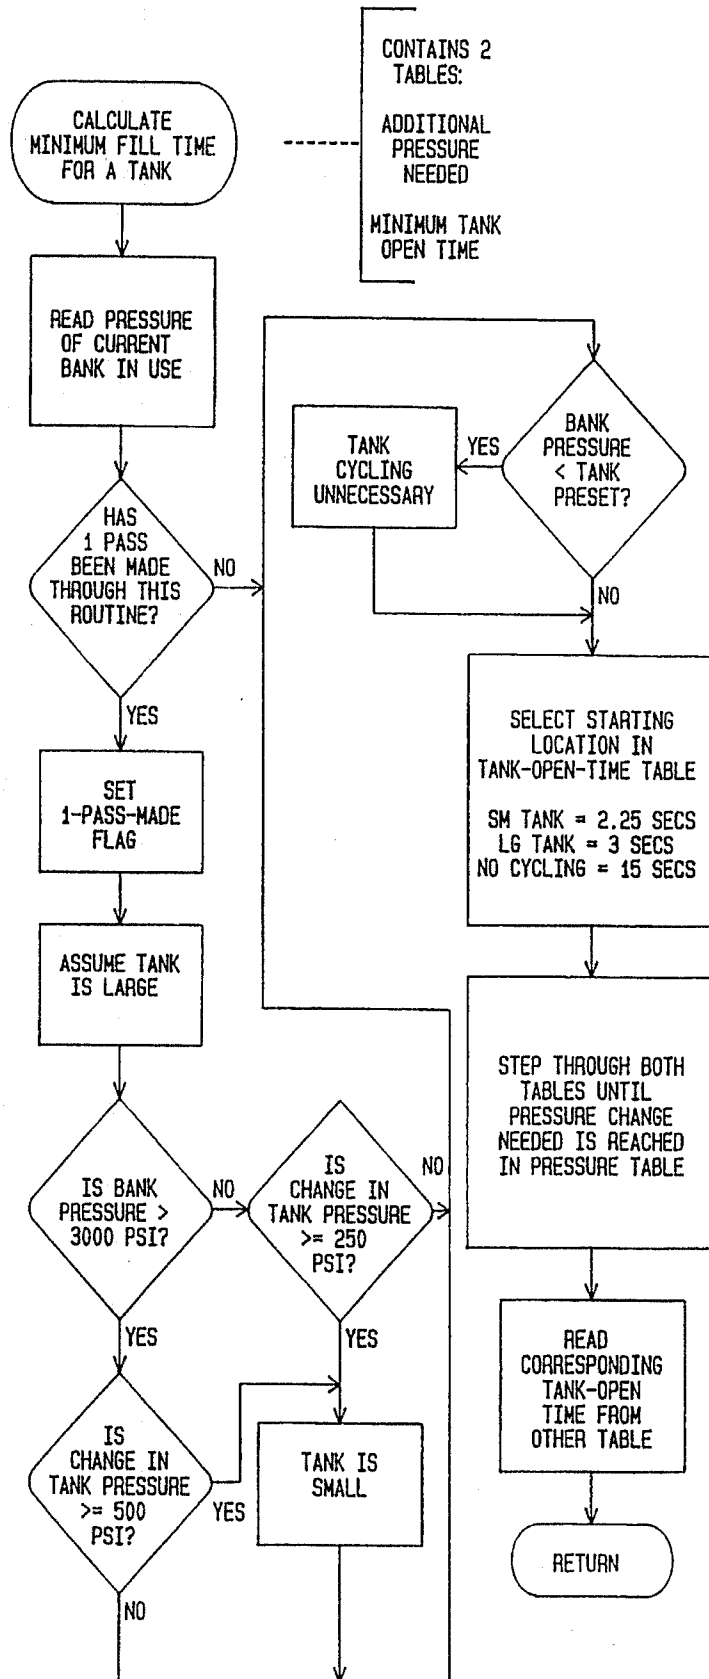 CALCULATE
MINIMUM FILL TIME
FOR A TANK
CONTAINS 2
TABLES:
ADDITIONAL
PRESSURE
NEEDED
MINIMUM TANK
OPEN TIME
READ PRESSURE
OF CURRENT
BANK IN USE
HAS
1 PASS
BEEN MADE
THROUGH THIS
ROUTINE?
NO
YES
SET
1-PASS-MADE
FLAG
ASSUME TANK
IS LARGE
IS BANK
PRESSURE >
3000 PSI?
NO
YES
IS
CHANGE IN
TANK PRESSURE
>= 250
PSI?
NO
YES
IS
CHANGE IN
TANK PRESSURE
>= 500
PSI?
YES
NO
TANK IS
SMALL
BANK
PRESSURE
< TANK
PRESET?
YES
NO
TANK
CYCLING
UNNECESSARY
SELECT STARTING
LOCATION IN
TANK-OPEN-TIME TABLE
SM TANK = 2.25 SECS
LG TANK = 3 SECS
NO CYCLING = 15 SECS
STEP THROUGH BOTH
TABLES UNTIL
PRESSURE CHANGE
NEEDED IS REACHED
IN PRESSURE TABLE
READ
CORRESPONDING
TANK-OPEN
TIME FROM
OTHER TABLE
RETURN